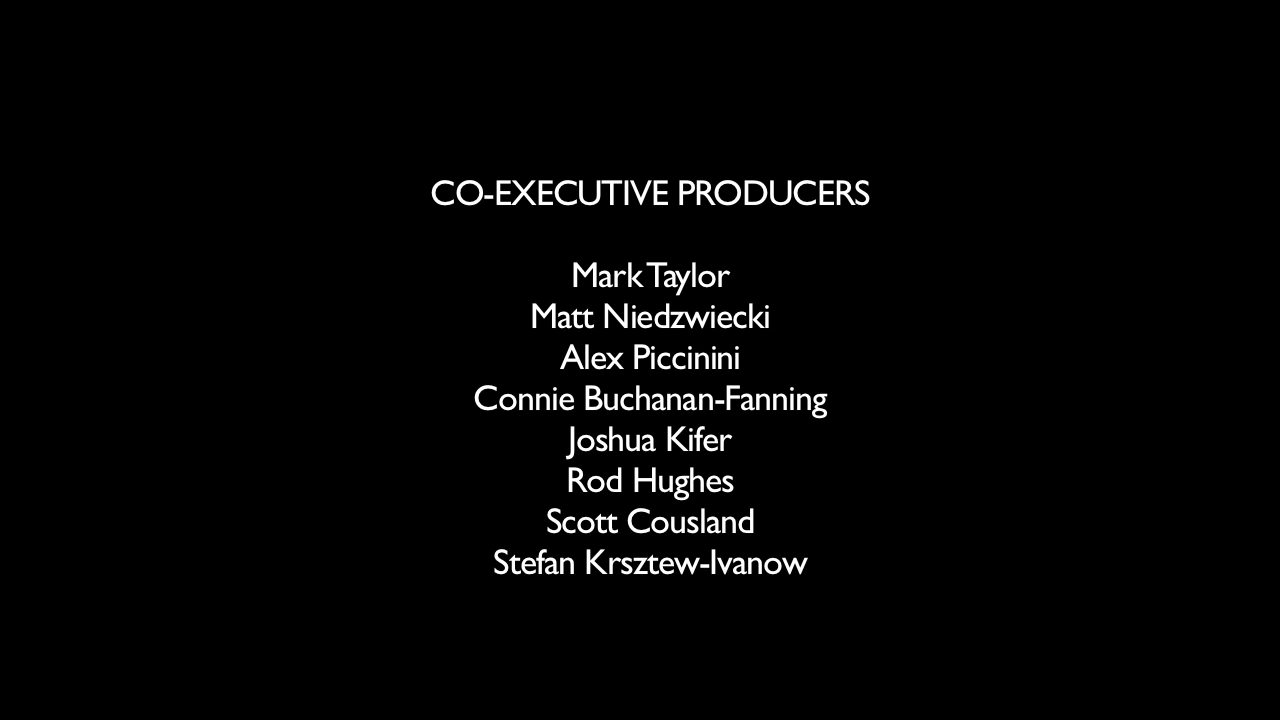 CO-EXECUTIVE PRODUCERS
Mark Taylor
Matt Niedzwiecki
Alex Piccinini
Connie Buchanan-Fanning
Joshua Kifer
Rod Hughes
Scott Cousland
Stefan Krsztew-Ivanow